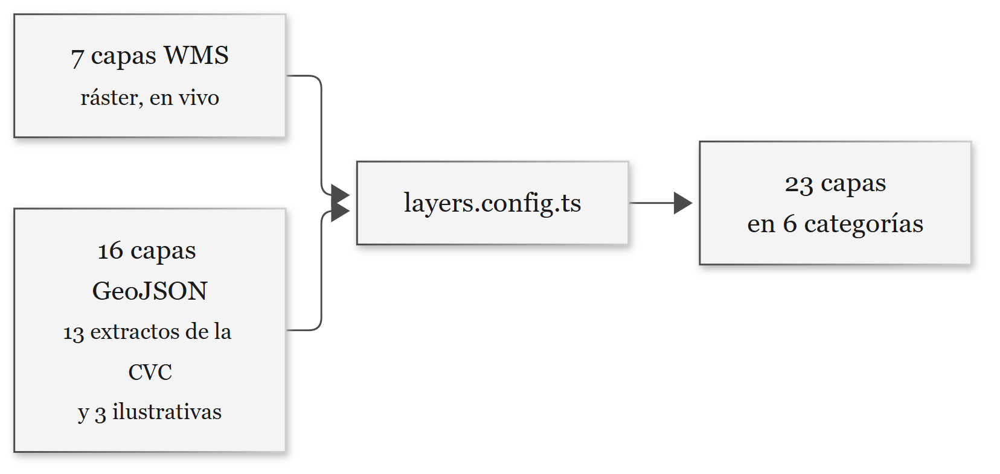 7 capas WMS
ráster, en vivo
16 capas
GeoJSON
13 extractos de la
CVC
y 3 ilustrativas
layers.config.ts
23 capas
en 6 categorías